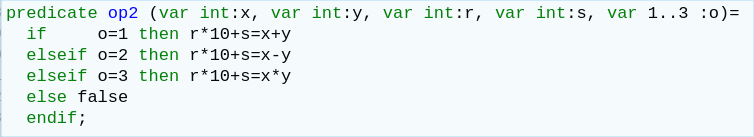 predicate op2 (var int:x, var int:y, var int:r, var int:s, var 1..3 :o)=
  if     o=1 then r*10+s=x+y
  elseif o=2 then r*10+s=x-y
  elseif o=3 then r*10+s=x*y
  else false
  endif;